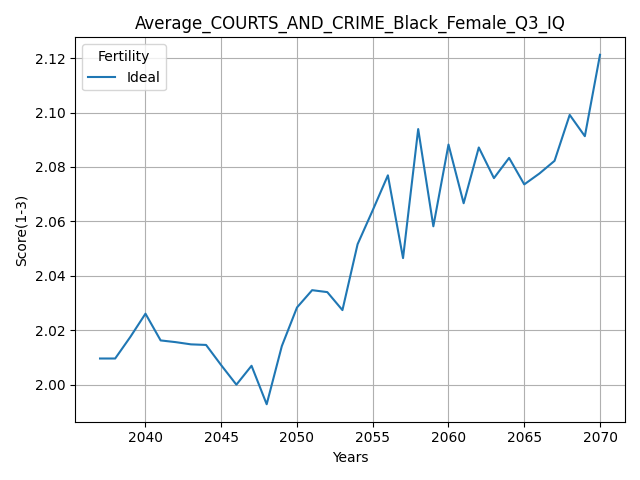 Average_COURTS_AND_CRIME_Black_Female_Q3_IQ
Fertility
Ideal
Score(1-3)
2.12
2.10
2.08
2.06
2.04
2.02
2.00
2040 2045 2050 2055 2060 2065 2070
Years